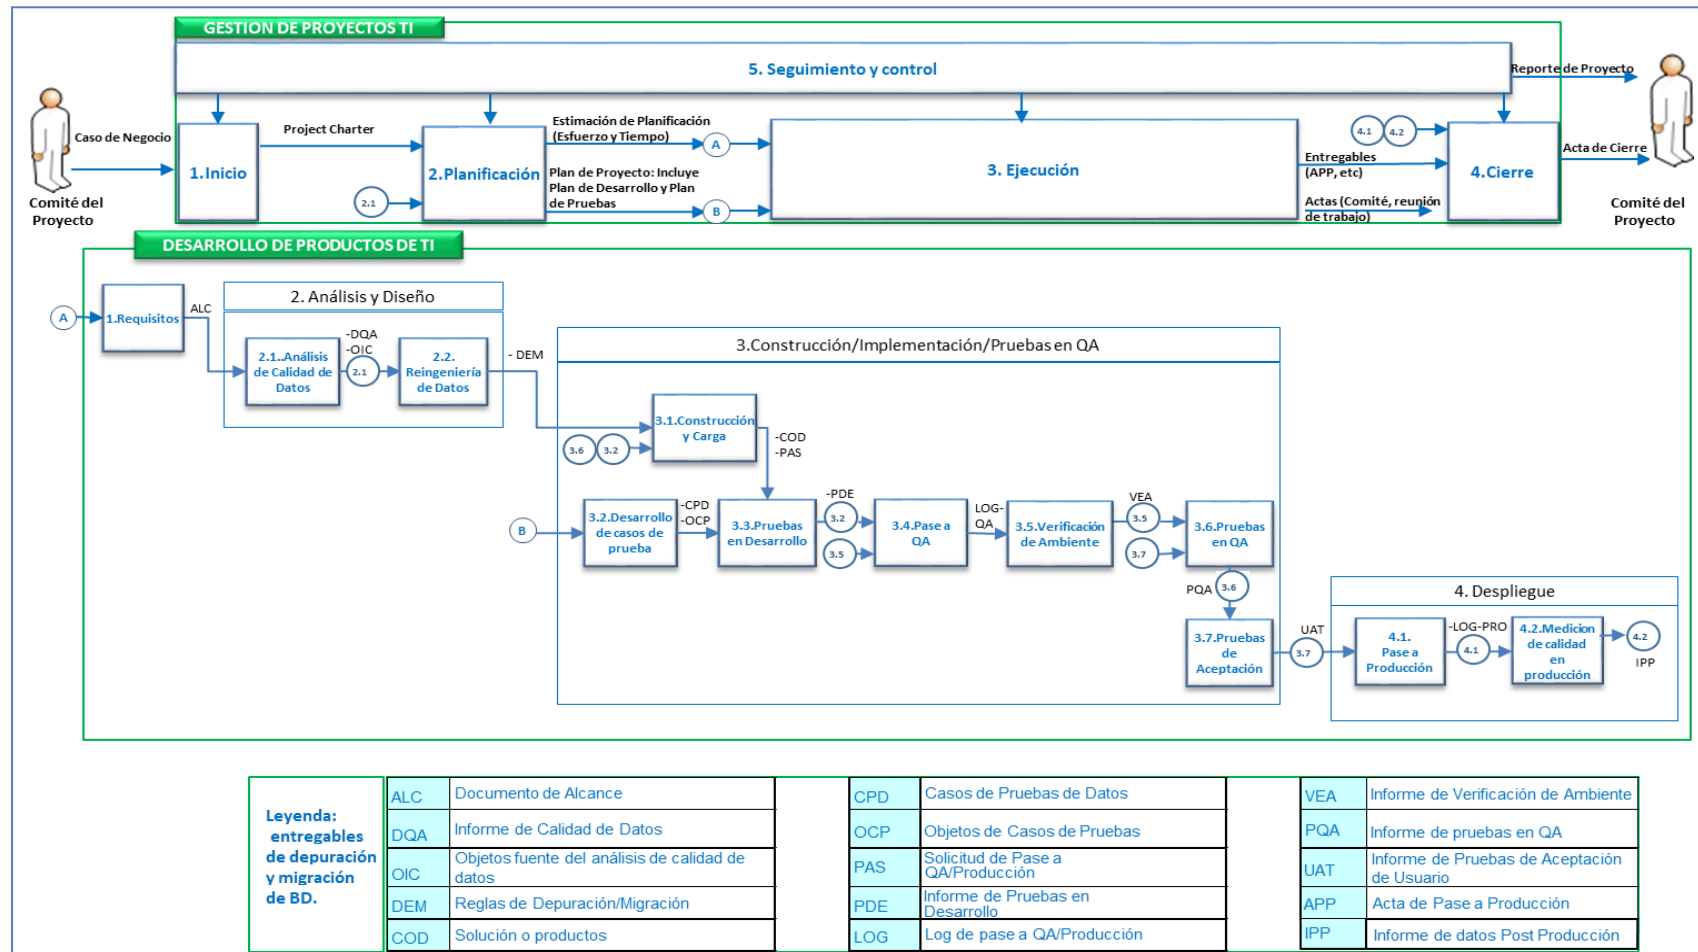 GESTION DE PROYECTOS TI
5. Seguimiento y control
Reporte de Proyecto
Caso de Negocio
Comité del
Proyecto
1.Inicio
Project Charter
2.1
2.Planificación
Estimación de Planificación
(Esfuerzo y Tiempo)
A
Plan de Proyecto: Incluye
Plan de Desarrollo y Plan
de Pruebas
B
3. Ejecución
4.1
4.2
Entregables
(APP, etc)
Actas (Comité, reunión
de trabajo)
4.Cierre
Acta de Cierre
Comité del
Proyecto
DESARROLLO DE PRODUCTOS DE TI
A
1.Requisitos
ALC
2. Análisis y Diseño
2.1..Análisis
de Calidad de
Datos
-DQA
-OIC
2.1
2.2.
Reingeniería
de Datos
- DEM
3.Construcción/Implementación/Pruebas en QA
3.6
3.2
3.1.Construcción
y Carga
-COD
-PAS
B
3.2.Desarrollo
de casos de
prueba
-CPD
-OCP
3.3.Pruebas
en Desarrollo
-PDE
3.2
3.5
3.4.Pase a
QA
LOG-
QA
3.5.Verificación
de Ambiente
VEA
3.5
3.7
3.6.Pruebas
en QA
PQA
3.6
3.7.Pruebas
de
Aceptación
UAT
3.7
4. Despliegue
4.1.
Pase a
Producción
-LOG-PRO
4.1
4.2.Medicion
de calidad
en
producción
4.2
IPP
Leyenda:
entregables
de depuración
y migración
de BD.
ALC Documento de Alcance
DQA Informe de Calidad de Datos
OIC Objetos fuente del análisis de calidad de
datos
DEM Reglas de Depuración/Migración
COD Solución o productos
CPD Casos de Pruebas de Datos
OCP Objetos de Casos de Pruebas
PAS Solicitud de Pase a
QA/Producción
PDE Informe de Pruebas en
Desarrollo
LOG Log de pase a QA/Producción
VEA Informe de Verificación de Ambiente
PQA Informe de pruebas en QA
UAT Informe de Pruebas de Aceptación
de Usuario
APP Acta de Pase a Producción
IPP Informe de datos Post Producción